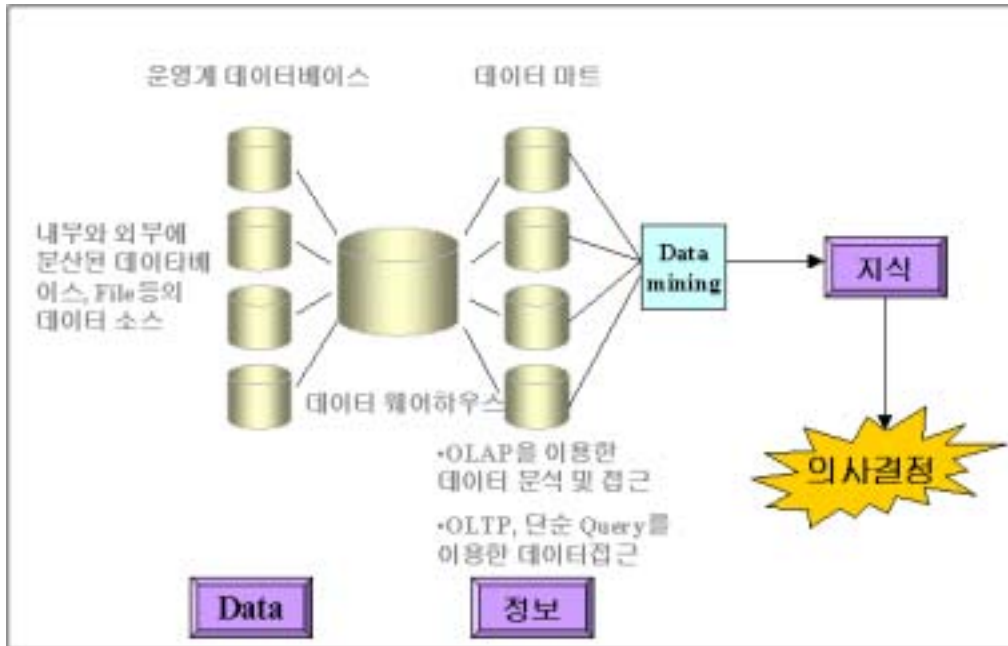 운영계 데이터베이스
데이터 마트
내부와 외부에
분산된 데이타베
이스, File등의
데이터 소스
Data
mining
지식
데이터 웨어하우스
•OLAP을 이용한
데이터 분석 및 접근
•OLTP, 단순 Query를
이용한 데이터접근
의사결정
Data
정보